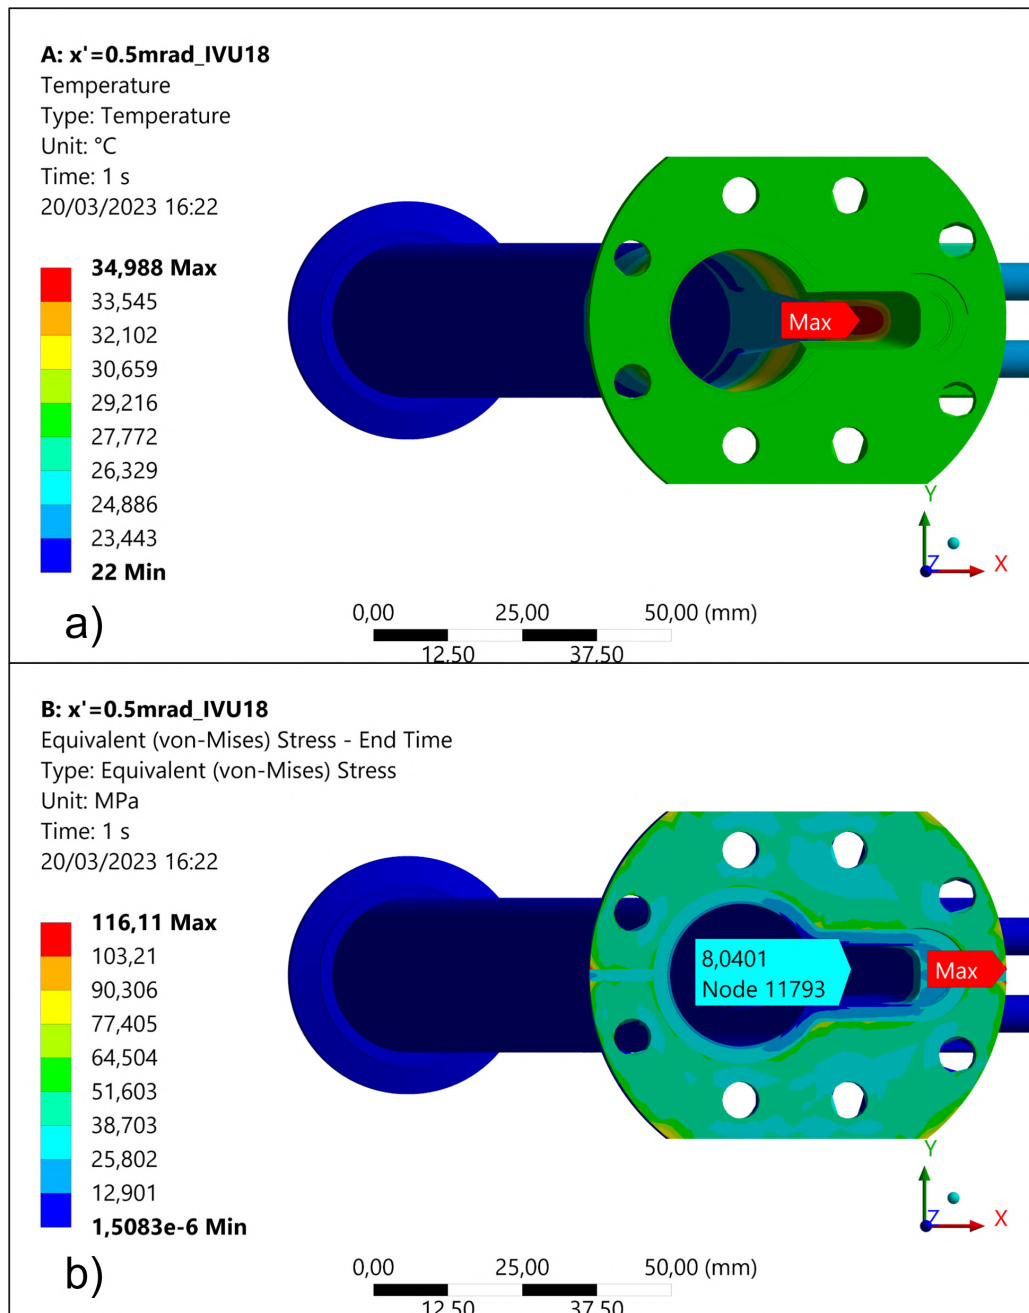 A: x'=0.5mrad_IVU18
Temperature
Type: Temperature
Unit: °C
Time: 1 s
20/03/2023 16:22
34,988 Max
33,545
32,102
30,659
29,216
27,772
26,329
24,886
23,443
22 Min
Max
Y
Z
X
0,00 25,00 50,00 (mm)
12,50 37,50
a)
B: x'=0.5mrad_IVU18
Equivalent (von-Mises) Stress - End Time
Type: Equivalent (von-Mises) Stress
Unit: MPa
Time: 1 s
20/03/2023 16:22
116,11 Max
103,21
90,306
77,405
64,504
51,603
38,703
25,802
12,901
1,5083e-6 Min
8,0401
Node 11793
Max
Y
Z
X
0,00 25,00 50,00 (mm)
12,50 37,50
b)